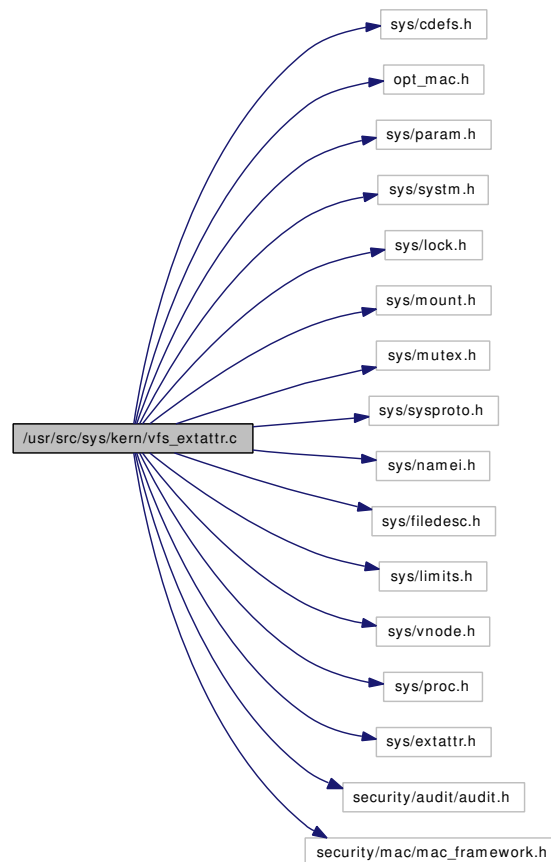 sys/cdefs.h
opt_mac.h
sys/param.h
sys/systm.h
sys/lock.h
sys/mount.h
sys/mutex.h
sys/sysproto.h
/usr/src/sys/kern/vfs_extattr.c
sys/namei.h
sys/filedesc.h
sys/limits.h
sys/vnode.h
sys/proc.h
sys/extattr.h
security/audit/audit.h
security/mac/mac_framework.h